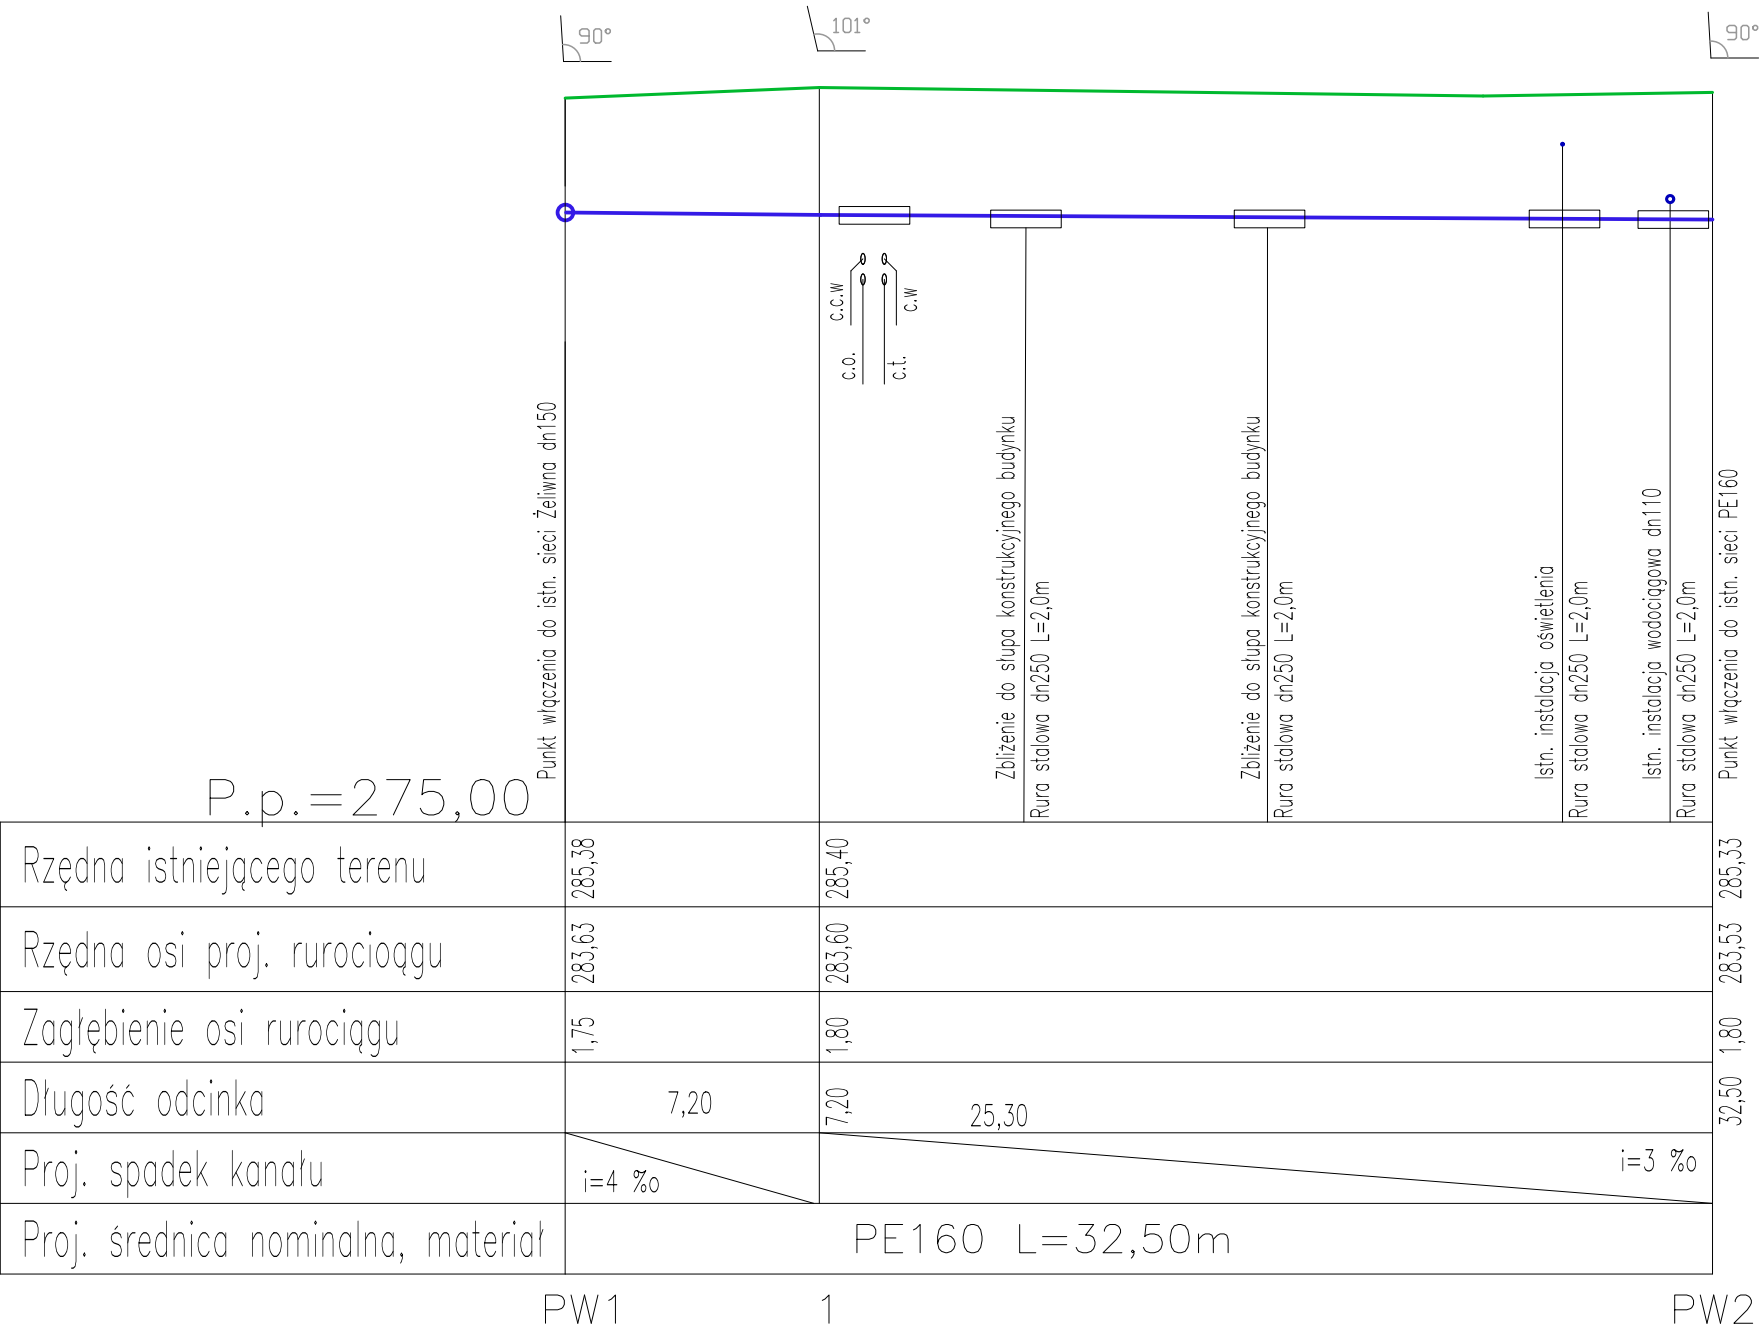 90°
101°
90°
c.c.w
c.w
c.o.
c.t.
Punkt włączenia do istn. sieci Żeliwna dn150
Zbliżenie do słupa konstrukcyjnego budynku
Rura stalowa dn250 L=2,0m
Zbliżenie do słupa konstrukcyjnego budynku
Rura stalowa dn250 L=2,0m
Istn. instalacja oświetlenia
Rura stalowa dn250 L=2,0m
Istn. instalacja wodociągowa dn110
Rura stalowa dn250 L=2,0m
Punkt włączenia do istn. sieci PE160
P.p.=275,00
Rzędna istniejącego terenu 285,38 285,40 285,33
Rzędna osi proj. rurocioągu 283,63 283,60 283,53
Zagłębienie osi rurociągu 1,75 1,80 1,80
Długość odcinka 7,20 7,20 25,30 32,50
Proj. spadek kanału i=4 %o i=3 %o
Proj. średnica nominalna, materiał PE160 L=32,50m
PW1 1 PW2